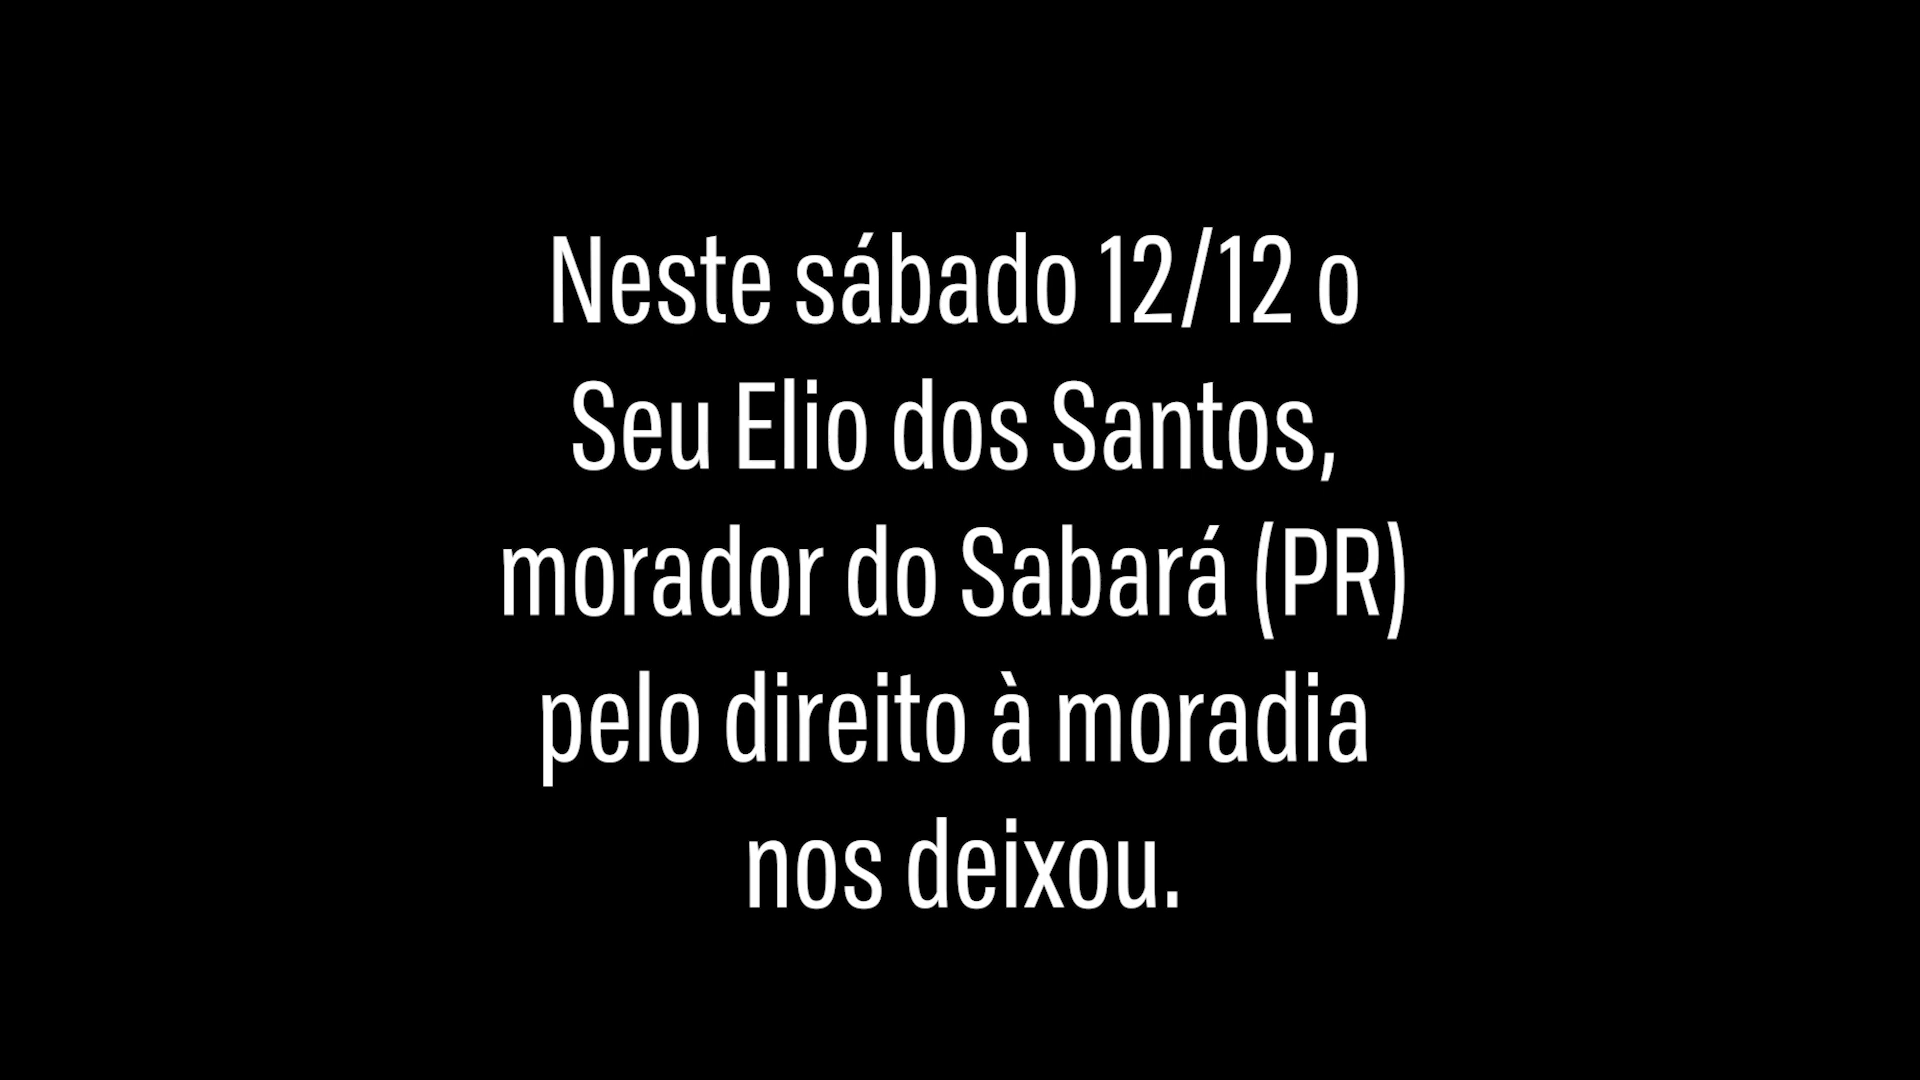 Neste sábado 12/12 o
Seu Elio dos Santos,
morador do Sabará (PR)
pelo direito à moradia
nos deixou.